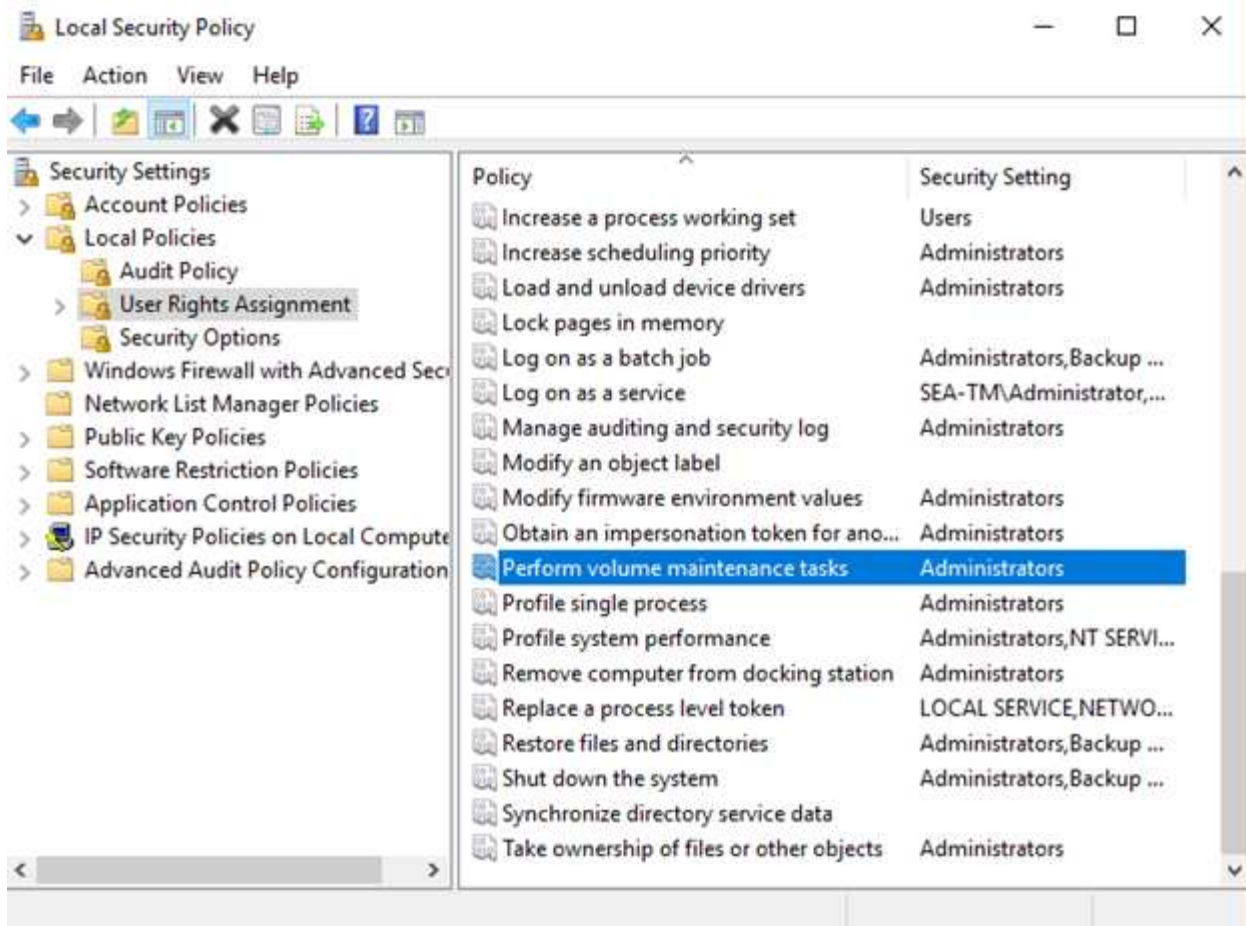 Local Security Policy
File Action View Help
Security Settings
Account Policies
Local Policies
Audit Policy
User Rights Assignment
Security Options
Windows Firewall with Advanced Secu
Network List Manager Policies
Public Key Policies
Software Restriction Policies
Application Control Policies
IP Security Policies on Local Compute
Advanced Audit Policy Configuration
Policy Security Setting
Increase a process working set Users
Increase scheduling priority Administrators
Load and unload device drivers Administrators
Lock pages in memory
Log on as a batch job Administrators,Backup ...
Log on as a service SEA-TM\Administrator,...
Manage auditing and security log Administrators
Modify an object label
Modify firmware environment values Administrators
Obtain an impersonation token for ano... Administrators
Perform volume maintenance tasks Administrators
Profile single process Administrators
Profile system performance Administrators,NT SERVI...
Remove computer from docking station Administrators
Replace a process level token LOCAL SERVICE,NETWO...
Restore files and directories Administrators,Backup ...
Shut down the system Administrators,Backup ...
Synchronize directory service data
Take ownership of files or other objects Administrators